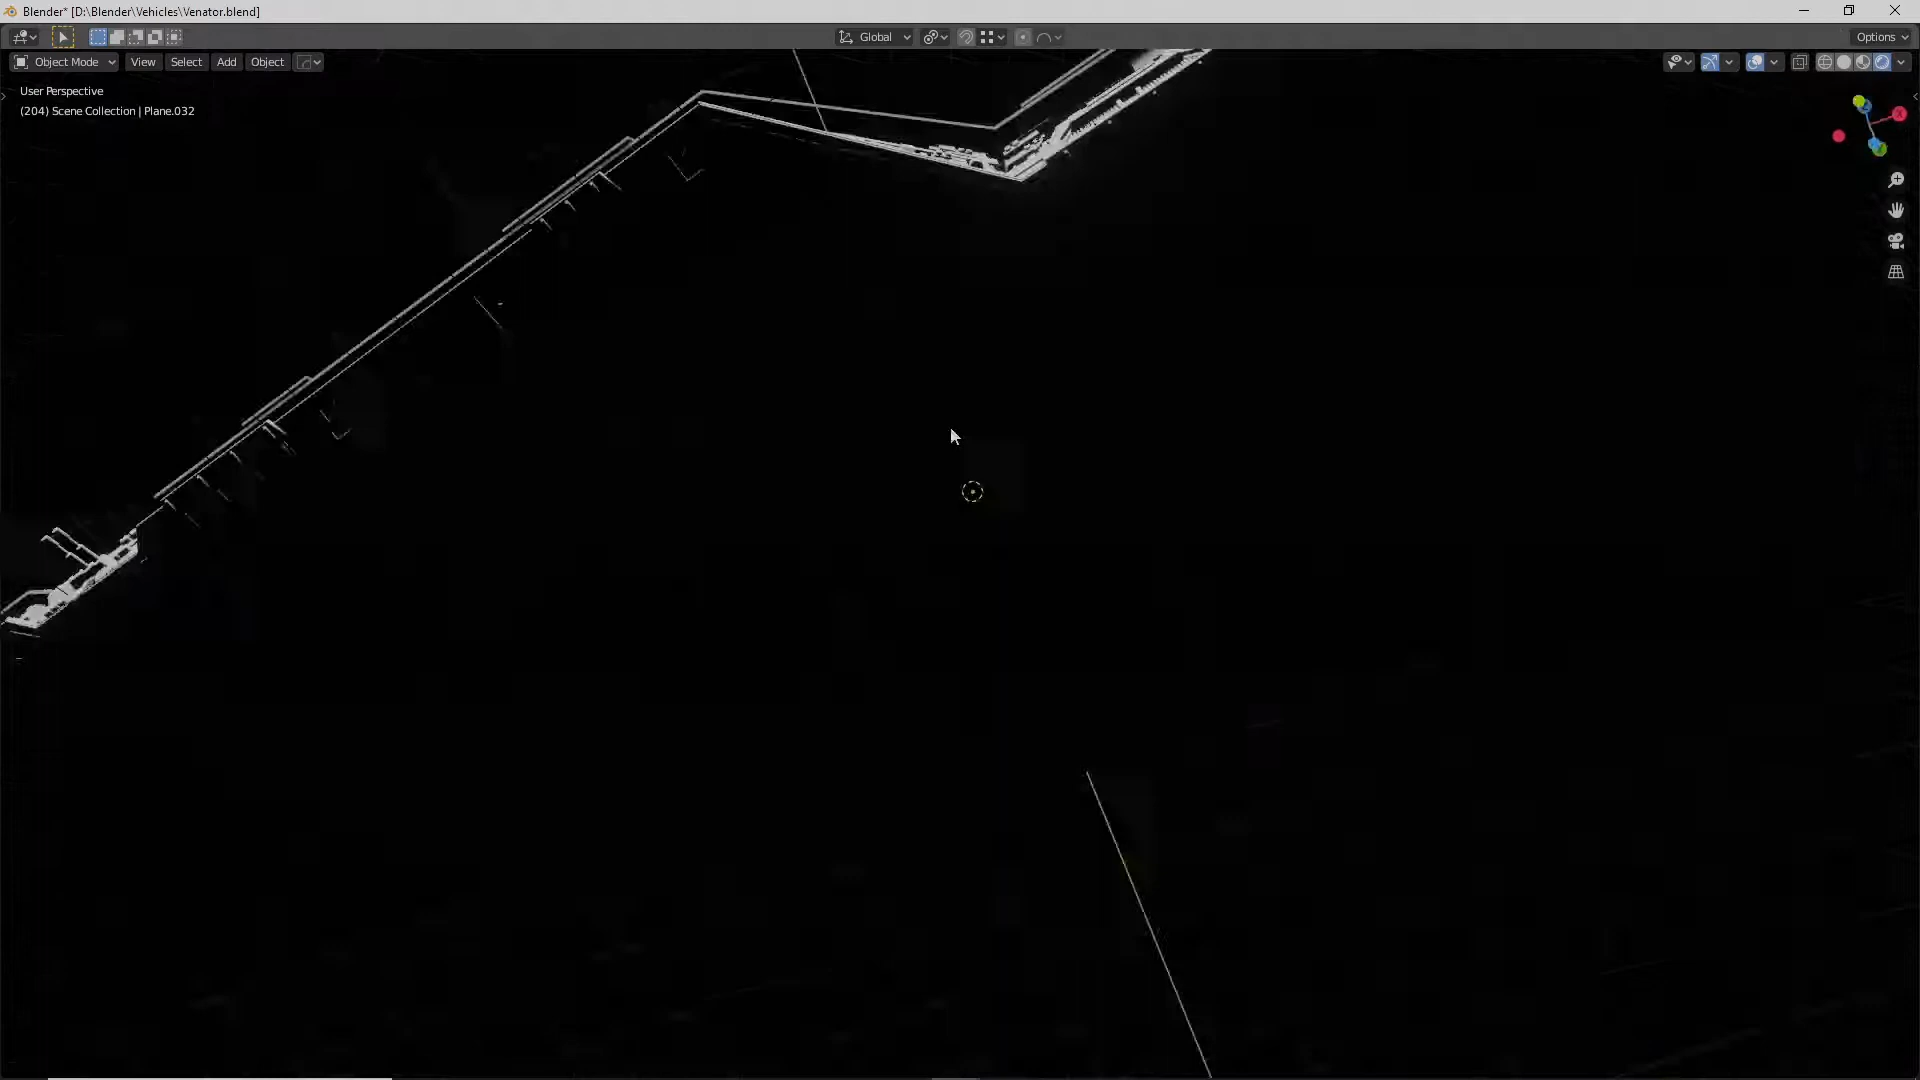 Blender* [D:\Blender\Vehicles\Venator.blend]
Global
Options
Object Mode
View
Select
Add
Object
User Perspective
(204) Scene Collection | Plane.032
X